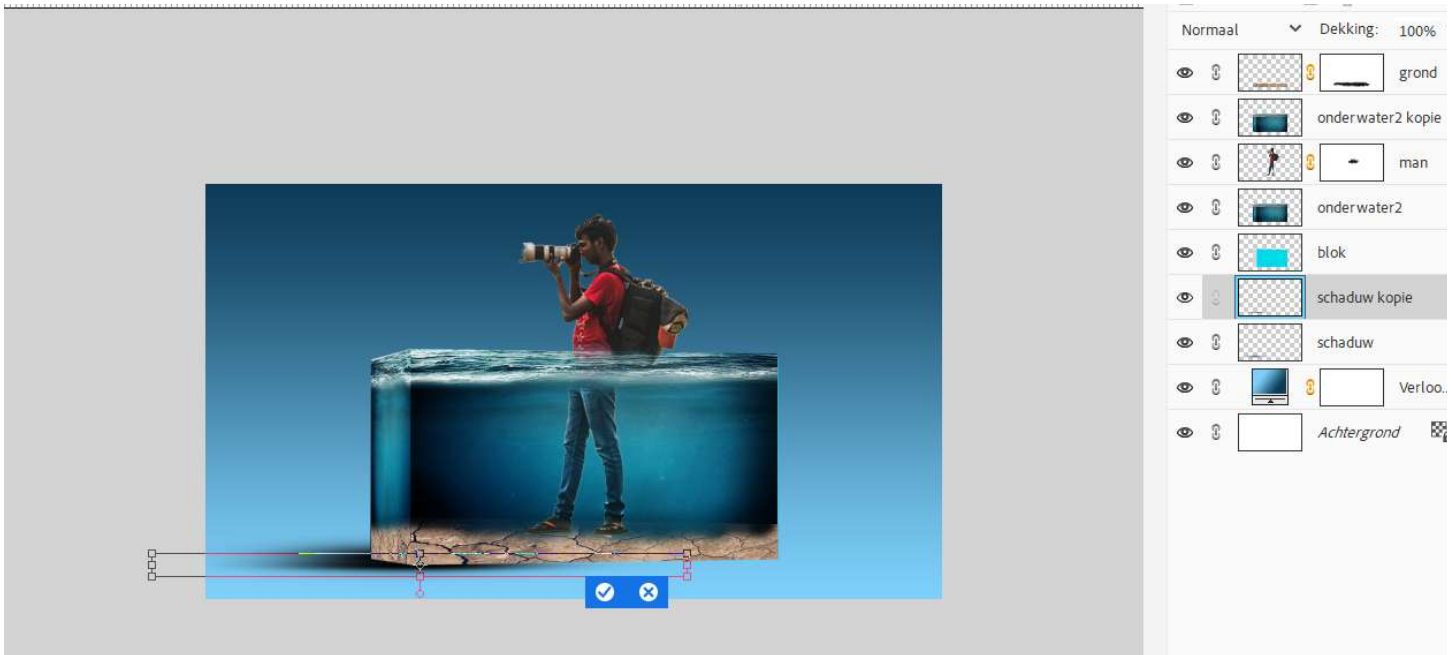 Normaal Dekking: 100%
grond
onderwater2 kopie
man
onderwater2
blok
schaduw kopie
schaduw
Verloo...
Achtergrond